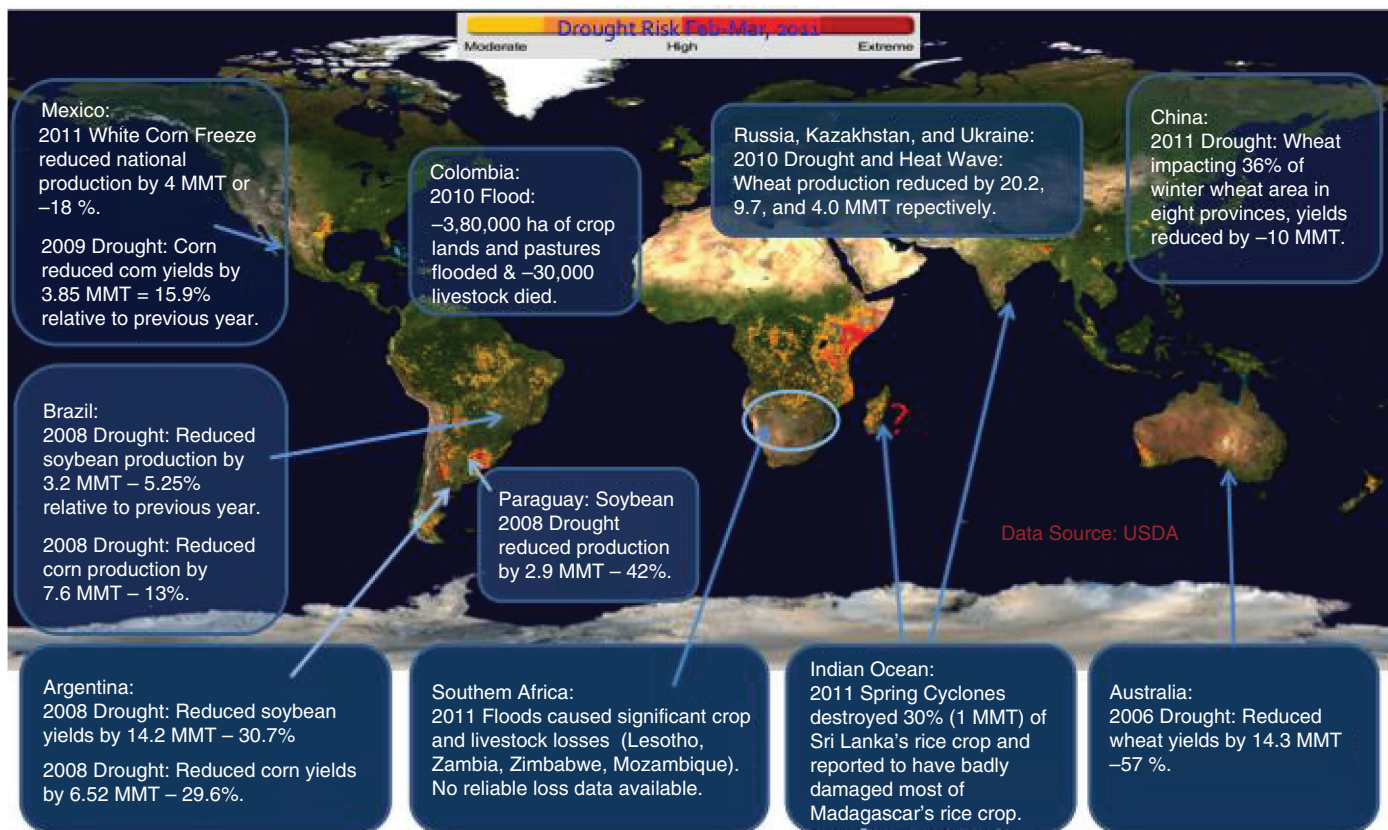 Drought Risk Feb-Mar, 2011
Moderate High Extreme
Mexico:
2011 White Corn Freeze
reduced national
production by 4 MMT or
–18 %.
2009 Drought: Corn
reduced com yields by
3.85 MMT = 15.9%
relative to previous year.
Colombia:
2010 Flood:
–3,80,000 ha of crop
lands and pastures
flooded & –30,000
livestock died.
Russia, Kazakhstan, and Ukraine:
2010 Drought and Heat Wave:
Wheat production reduced by 20.2,
9.7, and 4.0 MMT repectively.
China:
2011 Drought: Wheat
impacting 36% of
winter wheat area in
eight provinces, yields
reduced by –10 MMT.
Brazil:
2008 Drought: Reduced
soybean production by
3.2 MMT – 5.25%
relative to previous year.
2008 Drought: Reduced
corn production by
7.6 MMT – 13%.
Paraguay: Soybean
2008 Drought
reduced production
by 2.9 MMT – 42%.
?
Data Source: USDA
Argentina:
2008 Drought: Reduced soybean
yields by 14.2 MMT – 30.7%
2008 Drought: Reduced corn yields
by 6.52 MMT – 29.6%.
Southem Africa:
2011 Floods caused significant crop
and livestock losses (Lesotho,
Zambia, Zimbabwe, Mozambique).
No reliable loss data available.
Indian Ocean:
2011 Spring Cyclones
destroyed 30% (1 MMT) of
Sri Lanka's rice crop and
reported to have badly
damaged most of
Madagascar's rice crop.
Australia:
2006 Drought: Reduced
wheat yields by 14.3 MMT
–57 %.